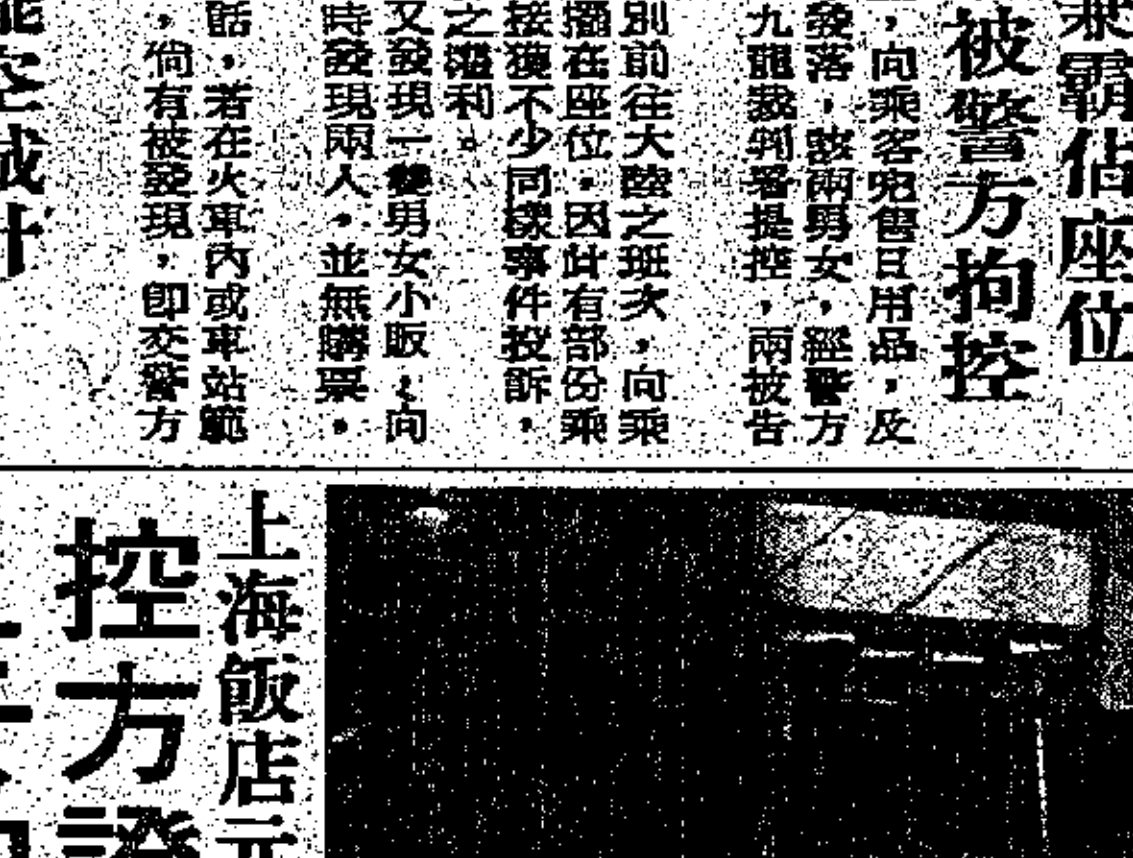 兼霸佔座位
被警方拘控
，向乘客兜售日用品，及
發落，該兩男女，經警方
九龍裁判署提控，兩被告
別前往大陸之班次，向乘
攝在座位，因此有部份乘
接獲不少同樣事件投訴，
之溫利。
又發現一雙男女小販，向
時發現兩人，並無購票，
話，若在火車內或車站範
，倘有被發現，即交警方
上海飯店元
控方證